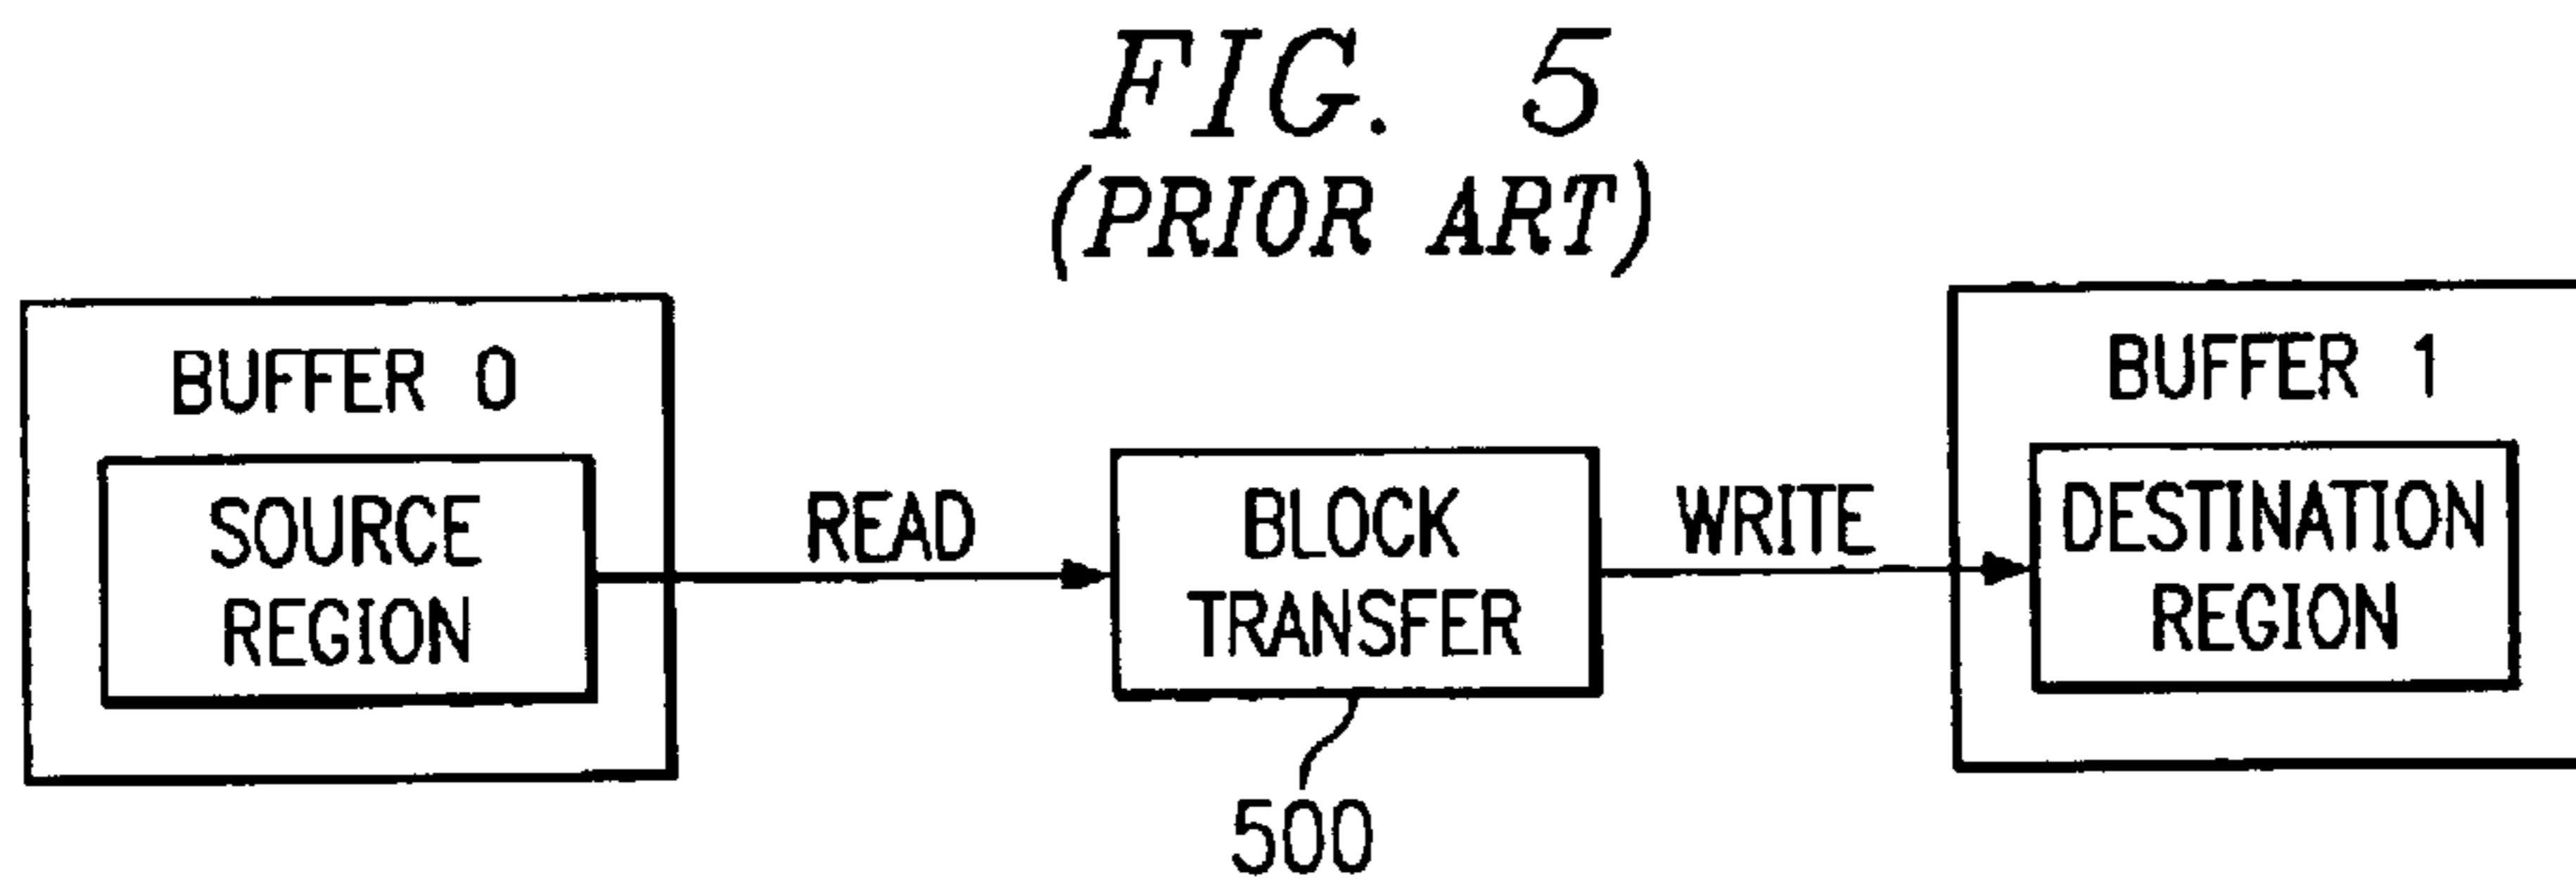 FIG. 5
(PRIOR ART)
BUFFER 0
SOURCE
REGION
READ
BLOCK
TRANSFER
500
WRITE
BUFFER 1
DESTINATION
REGION